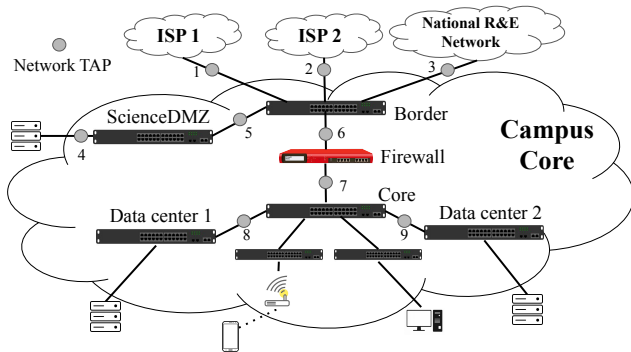 ISP 1
ISP 2
National R&E
Network
Network TAP
1
2
3
ScienceDMZ
5
Border
4
6
Campus
Core
Firewall
7
Core
Data center 1
8
9
Data center 2